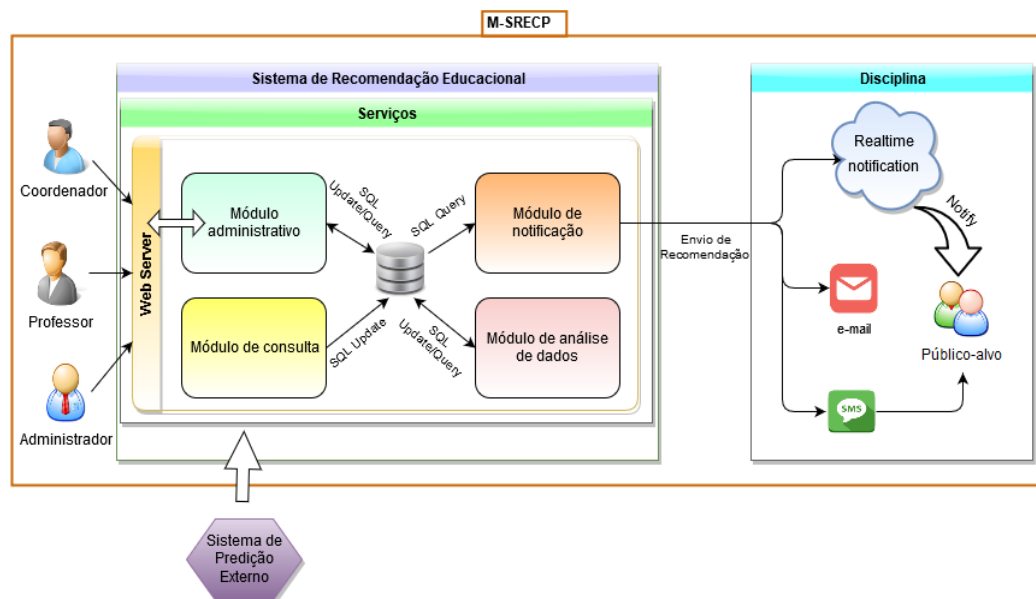 M-SRECP
Sistema de Recomendação Educacional
Disciplina
Serviços
Coordenador
Professor
Administrador
Web Server
Módulo
administrativo
SQL
Update/Query
SQL Query
Módulo de
notificação
Módulo de consulta
SQL Update
SQL
Update/Query
Módulo de análise
de dados
Envio de
Recomendação
Realtime
notification
Notify
e-mail
Público-alvo
SMS
Sistema de
Predição
Externo